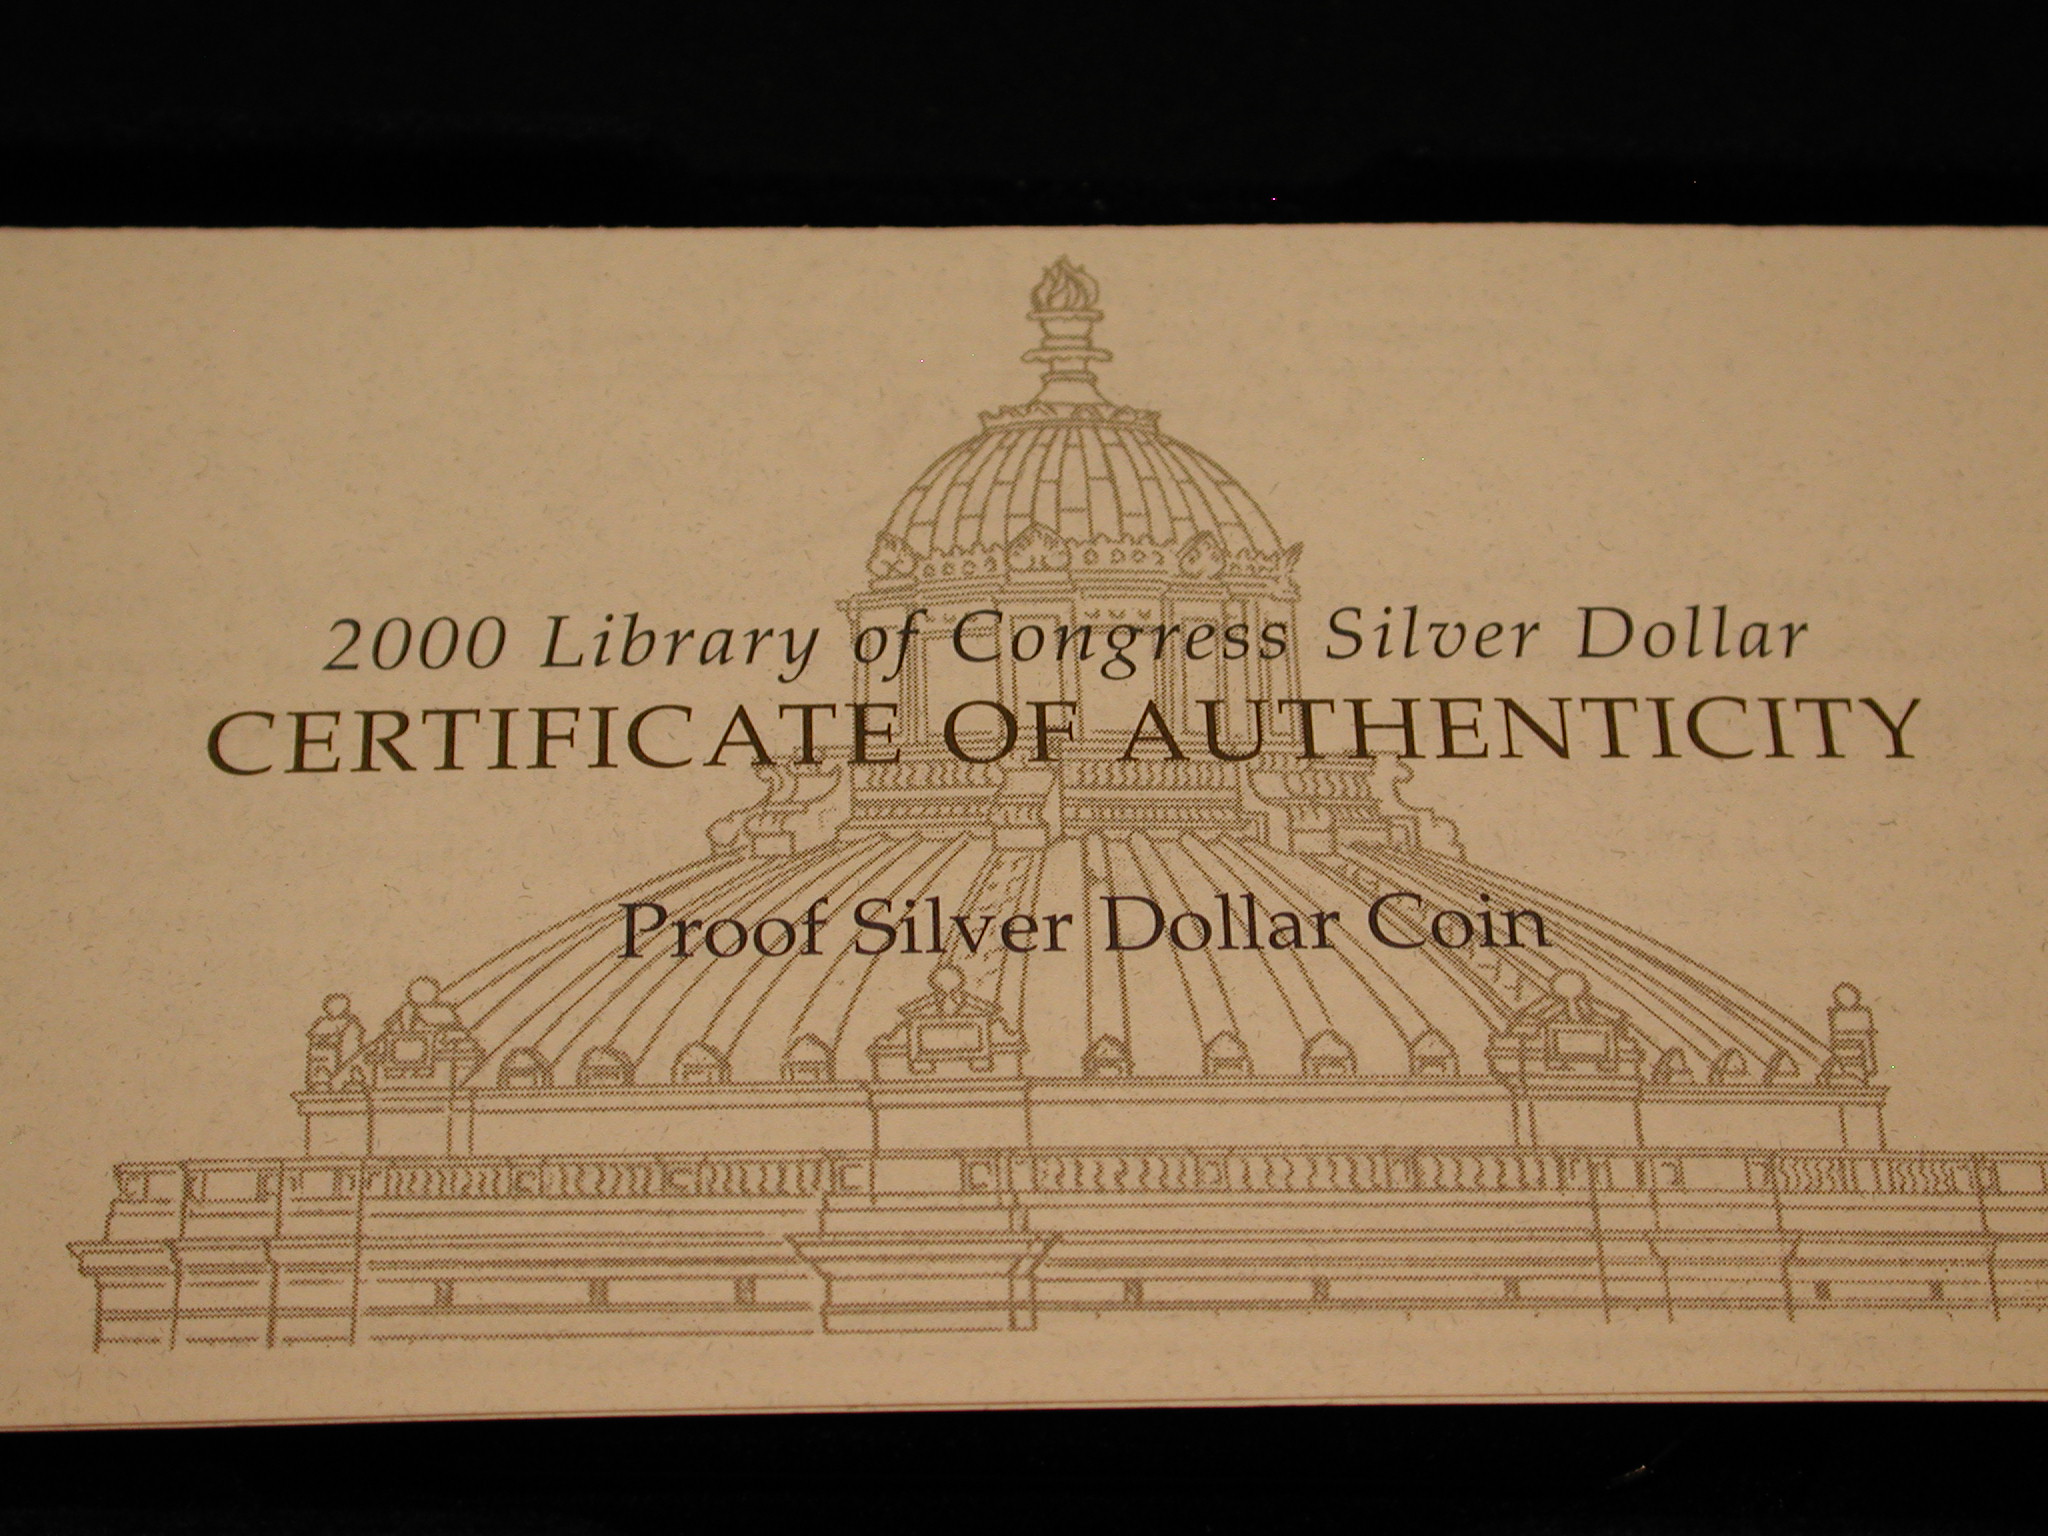 2000 Library of Congress Silver Dollar
CERTIFICATE OF AUTHENTICITY
Proof Silver Dollar Coin